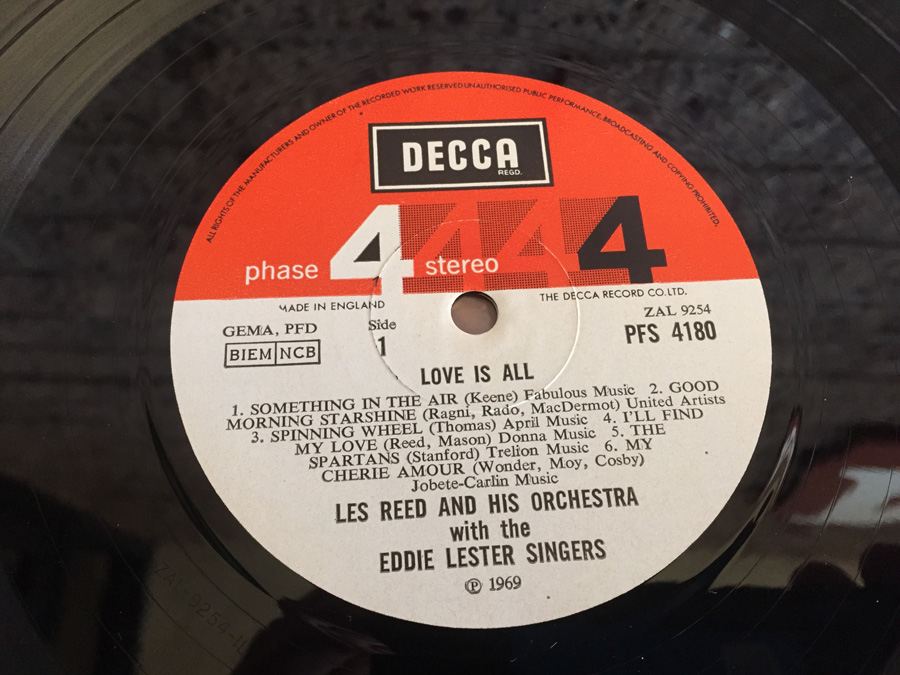 ALL RIGHTS OF THE MANUFACTURERS AND OWNER OF THE RECORDED WORK RESERVED UNAUTHORISED PUBLIC PERFORMANCE, BROADCASTING AND COPYING PROHIBITED.
DECCA
REGD.
phase 4 stereo 4 4 4
MADE IN ENGLAND
THE DECCA RECORD CO. LTD.
GEMA, PFD
Side
ZAL 9254
BIEM NCB
1
PFS 4180
LOVE IS ALL
1. SOMETHING IN THE AIR (Keene) Fabulous Music 2. GOOD
MORNING STARSHINE (Ragni, Rado, MacDermot) United Artists
3. SPINNING WHEEL (Thomas) April Music 4. I'LL FIND
MY LOVE (Reed, Mason) Donna Music 5. THE
SPARTANS (Stanford) Trelion Music 6. MY
CHERIE AMOUR (Wonder, Moy, Cosby)
Jobete-Carlin Music
LES REED AND HIS ORCHESTRA
with the
EDDIE LESTER SINGERS
℗ 1969